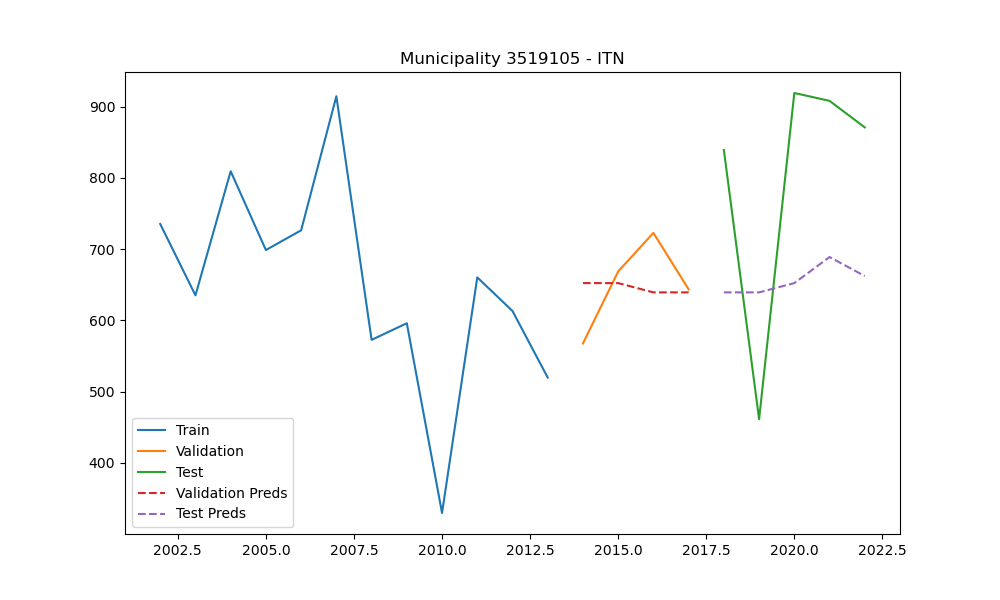 Municipality 3519105 - ITN
900
800
700
600
500
400
Train
Validation
Test
Validation Preds
Test Preds
2002.5 2005.0 2007.5 2010.0 2012.5 2015.0 2017.5 2020.0 2022.5